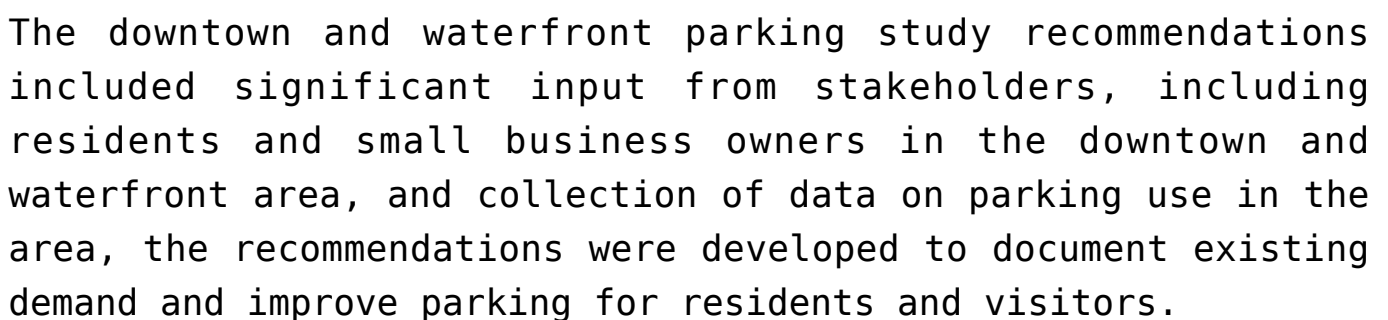 The downtown and waterfront parking study recommendations
included significant input from stakeholders, including
residents and small business owners in the downtown and
waterfront area, and collection of data on parking use in the
area, the recommendations were developed to document existing
demand and improve parking for residents and visitors.